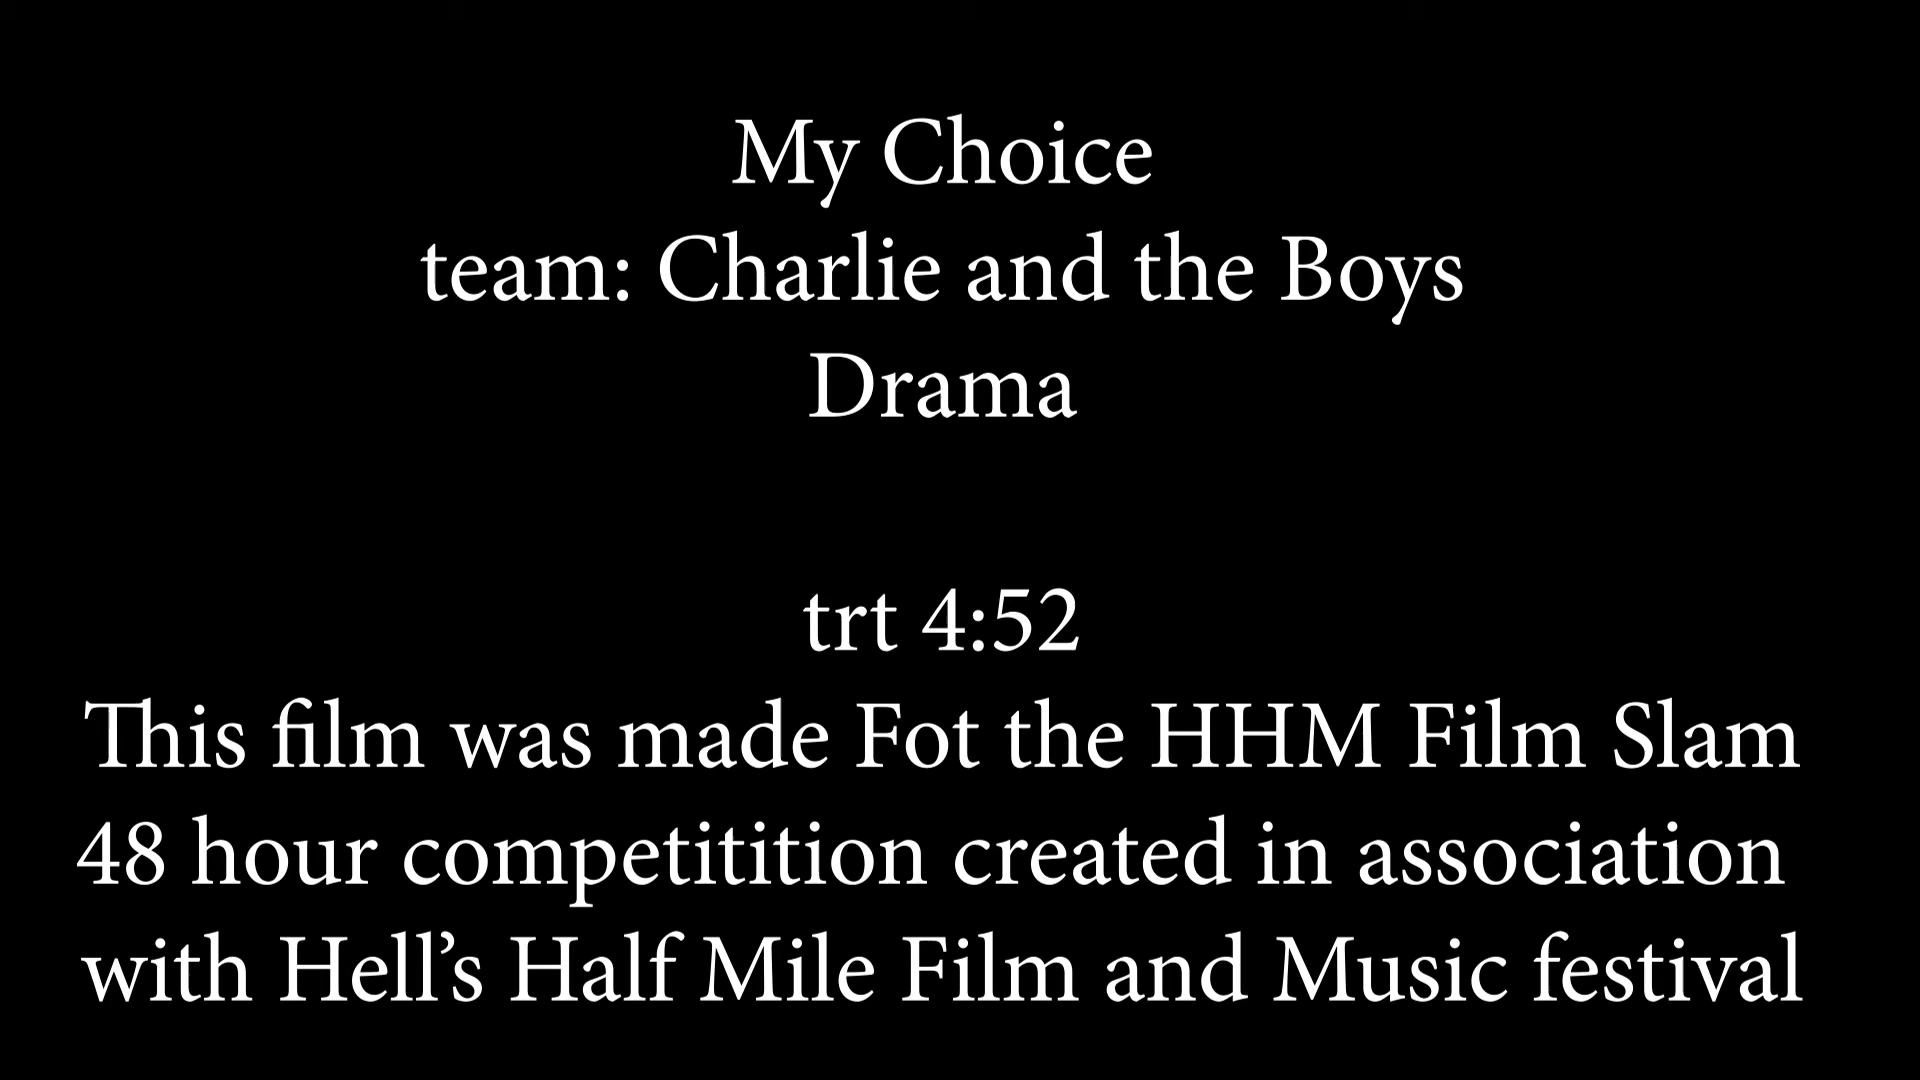 My Choice
team: Charlie and the Boys
Drama
trt 4:52
This film was made Fot the HHM Film Slam
48 hour competitition created in association
with Hell’s Half Mile Film and Music festival